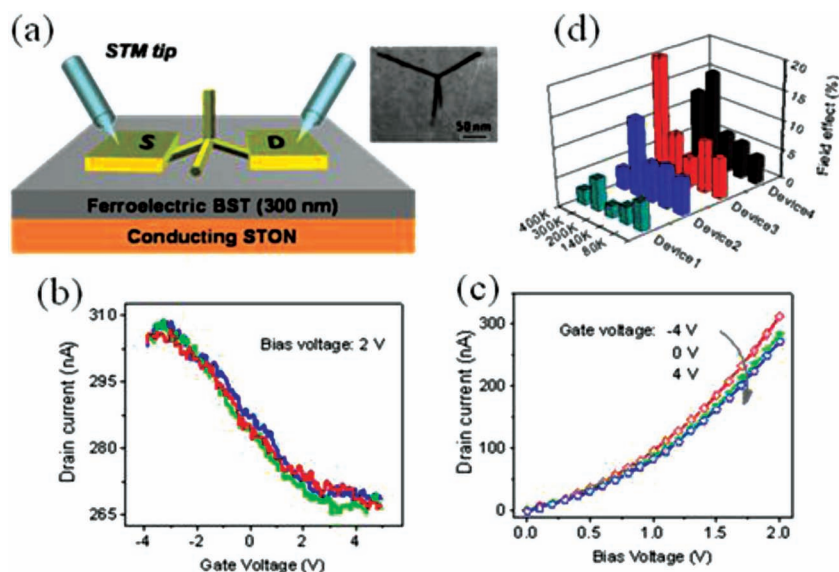 (a)
STM tip
S
D
50 nm
Ferroelectric BST (300 nm)
Conducting STON
(d)
20
15
10
5
0
Field effect (%)
400K
300K
200K
140K
80K
Device1
Device2
Device3
Device4
(b)
310
295
280
265
Drain current (nA)
Bias voltage: 2 V
-4
-2
0
2
4
Gate Voltage (V)
(c)
300
200
100
0
Drain current (nA)
Gate voltage: -4 V
0 V
4 V
0.0
0.5
1.0
1.5
2.0
Bias Voltage (V)